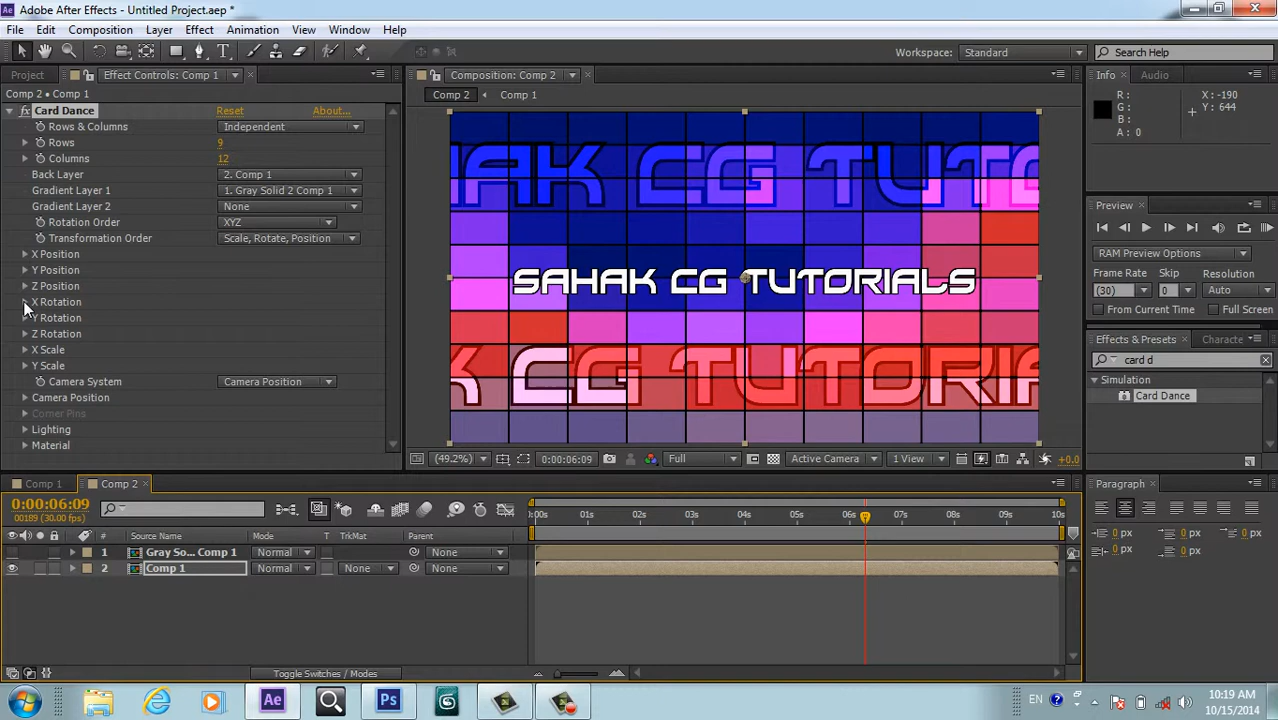 Adobe After Effects - Untitled Project.aep *
File Edit Composition Layer Effect Animation View Window Help
Workspace: Standard Search Help
Project Effect Controls: Comp 1 Composition: Comp 2 Info Audio
Comp 2 • Comp 1
Comp 2 Comp 1
fx Card Dance Reset About...
Rows & Columns Independent
Rows 9
Columns 12
Back Layer 2. Comp 1
Gradient Layer 1 1. Gray Solid 2 Comp 1
Gradient Layer 2 None
Rotation Order XYZ
Transformation Order Scale, Rotate, Position
X Position
Y Position
Z Position
X Rotation
Y Rotation
Z Rotation
X Scale
Y Scale
Camera System Camera Position
Camera Position
Corner Pins
Lighting
Material
AHAK CG TUTO
SAHAK CG TUTORIALS
K CG TUTORIA
R :
G :
B :
A : 0
X : -190
Y : 644
Preview
RAM Preview Options
Frame Rate Skip Resolution
(30) 1 0 Auto
From Current Time Full Screen
Effects & Presets Characte
card d
Simulation
Card Dance
(49.2%) 0:00:06:09 Full Active Camera 1 View +0.0
Comp 1 Comp 2
0:00:06:09
00189 (30.00 fps)
:00s 01s 02s 03s 04s 05s 06s 07s 08s 09s 10s
# Source Name Mode T TrkMat Parent
1 Gray So... Comp 1 Normal None
2 Comp 1 Normal None None
Toggle Switches / Modes
Paragraph
0 px 0 px 0 px
0 px 0 px
Ae Ps
EN
10:19 AM
10/15/2014